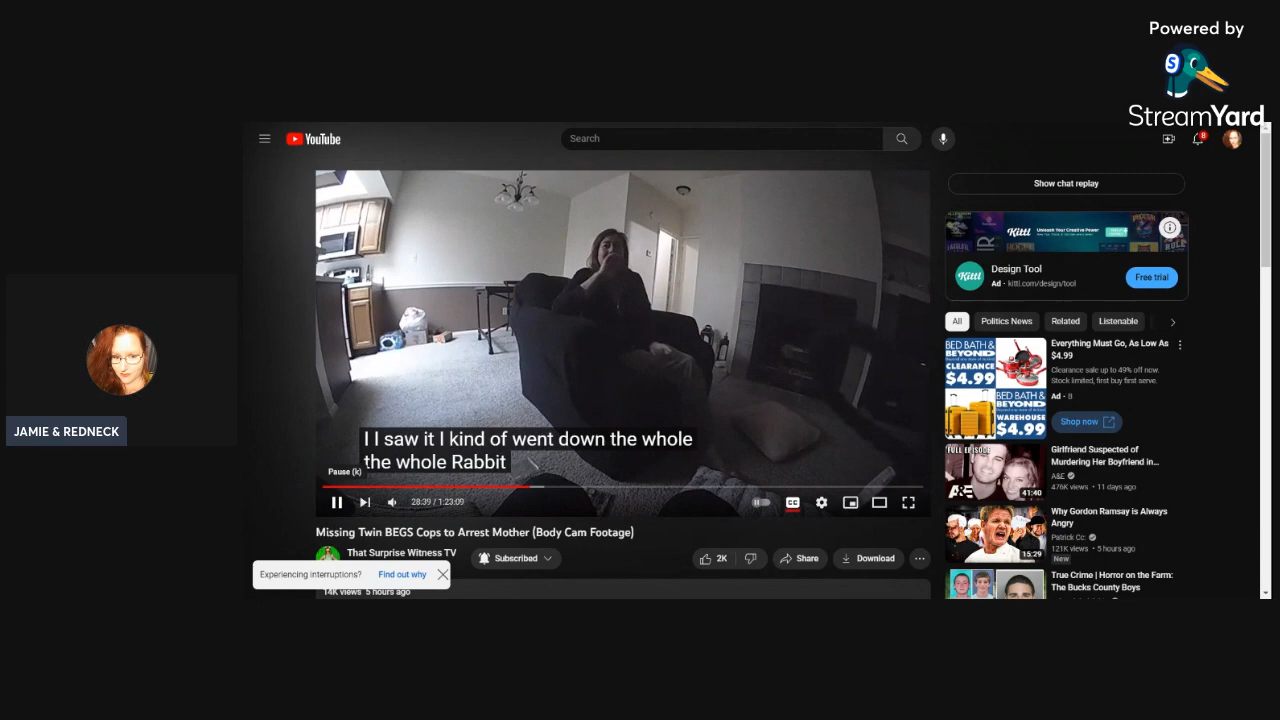 Powered by
StreamYard
YouTube
Search
8
Show chat replay
Kittl
Kittl
Design Tool
Ad · kittl.com/design/tool
Free trial
All
Politics News
Related
Listenable
BED BATH &
BEYOND
CLEARANCE
$4.99
BED BATH &
BEYOND
WAREHOUSE
$4.99
Everything Must Go, As Low As
$4.99
Clearance sale up to 49% off now.
Stock limited, first buy first serve.
Ad · 8
Shop now
FULL EPISODE
A&E
41:40
Girlfriend Suspected of
Murdering Her Boyfriend in...
A&E
476K views · 11 days ago
15:29
Why Gordon Ramsay is Always
Angry
Patrick Cc:
121K views · 5 hours ago
New
True Crime | Horror on the Farm:
The Bucks County Boys
I I saw it I kind of went down the whole
the whole Rabbit
Pause (k)
28:39 / 1:23:09
CC
Missing Twin BEGS Cops to Arrest Mother (Body Cam Footage)
That Surprise Witness TV
Subscribed
2K
Share
Download
Experiencing interruptions?
Find out why
14K views 5 hours ago
JAMIE & REDNECK